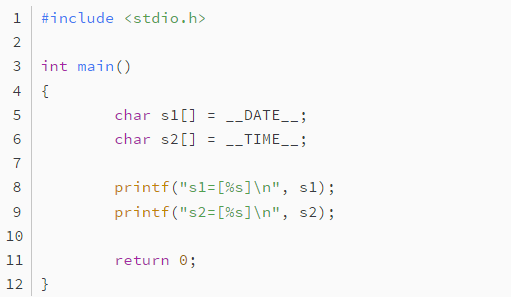 1 #include <stdio.h>
2
3 int main()
4 {
5 char s1[] = __DATE__;
6 char s2[] = __TIME__;
7
8 printf("s1=[%s]\n", s1);
9 printf("s2=[%s]\n", s2);
10
11 return 0;
12 }